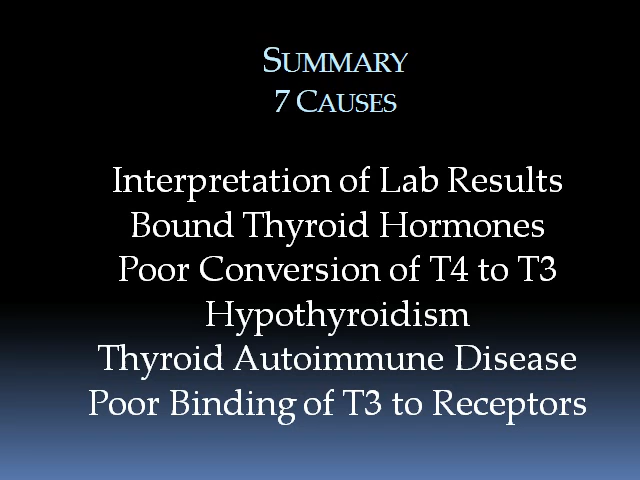 SUMMARY
7 CAUSES
Interpretation of Lab Results
Bound Thyroid Hormones
Poor Conversion of T4 to T3
Hypothyroidism
Thyroid Autoimmune Disease
Poor Binding of T3 to Receptors